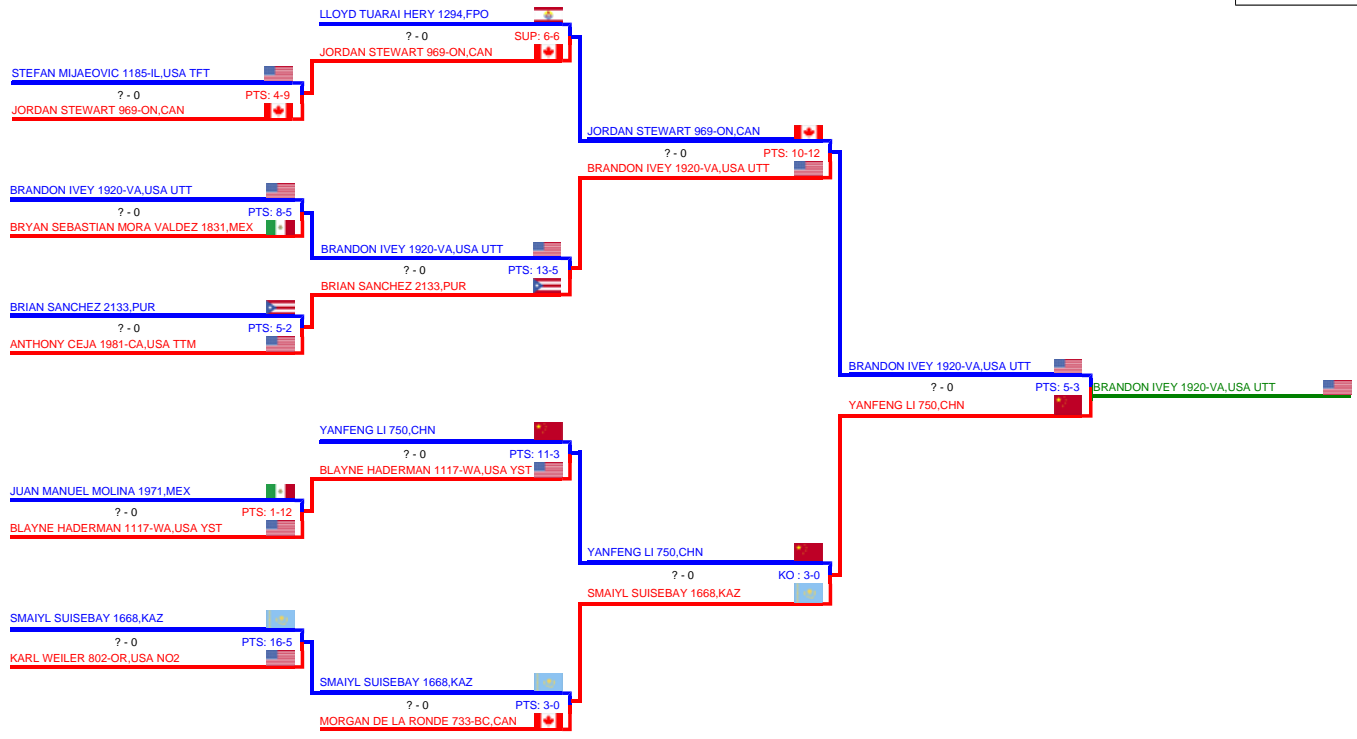 LLOYD TUARAI HERY 1294,FPO
? - 0
SUP: 6-6
JORDAN STEWART 969-ON,CAN
STEFAN MIJAEOVIC 1185-IL,USA TFT
? - 0
PTS: 4-9
JORDAN STEWART 969-ON,CAN
JORDAN STEWART 969-ON,CAN
? - 0
PTS: 10-12
BRANDON IVEY 1920-VA,USA UTT
BRANDON IVEY 1920-VA,USA UTT
? - 0
PTS: 8-5
BRYAN SEBASTIAN MORA VALDEZ 1831,MEX
BRANDON IVEY 1920-VA,USA UTT
? - 0
PTS: 13-5
BRIAN SANCHEZ 2133,PUR
BRIAN SANCHEZ 2133,PUR
? - 0
PTS: 5-2
ANTHONY CEJA 1981-CA,USA TTM
BRANDON IVEY 1920-VA,USA UTT
? - 0
PTS: 5-3
BRANDON IVEY 1920-VA,USA UTT
YANFENG LI 750,CHN
YANFENG LI 750,CHN
? - 0
PTS: 11-3
BLAYNE HADERMAN 1117-WA,USA YST
JUAN MANUEL MOLINA 1971,MEX
? - 0
PTS: 1-12
BLAYNE HADERMAN 1117-WA,USA YST
YANFENG LI 750,CHN
? - 0
KO : 3-0
SMAIYL SUISEBAY 1668,KAZ
SMAIYL SUISEBAY 1668,KAZ
? - 0
PTS: 16-5
KARL WEILER 802-OR,USA NO2
SMAIYL SUISEBAY 1668,KAZ
? - 0
PTS: 3-0
MORGAN DE LA RONDE 733-BC,CAN